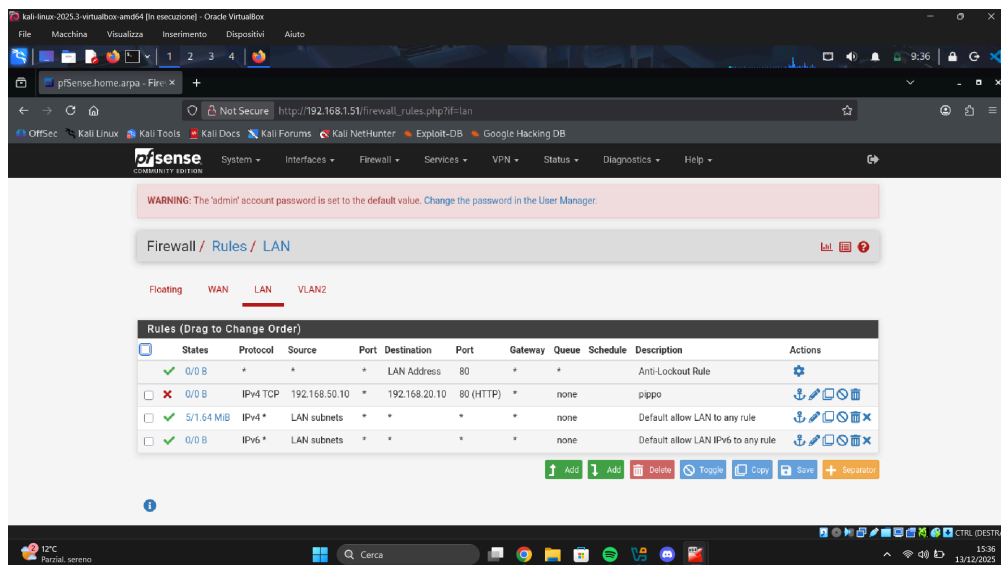 kali-linux-2025.3-virtualbox-amd64 [In esecuzione] - Oracle VirtualBox
File Macchina Visualizza Inserimento Dispositivi Aiuto
1 2 3 4 9:36
pfSense.home.arpa - Fire
Not Secure http://192.168.1.51/firewall_rules.php?if=lan
OffSec Kali Linux Kali Tools Kali Docs Kali Forums Kali NetHunter Exploit-DB Google Hacking DB
pfsense System Interfaces Firewall Services VPN Status Diagnostics Help
COMMUNITY EDITION
WARNING: The 'admin' account password is set to the default value. Change the password in the User Manager.
Firewall / Rules / LAN
Floating WAN LAN VLAN2
Rules (Drag to Change Order)
States Protocol Source Port Destination Port Gateway Queue Schedule Description Actions
0/0 B * * * LAN Address 80 * * Anti-Lockout Rule
0/0 B IPv4 TCP 192.168.50.10 * 192.168.20.10 80 (HTTP) * none pippo
5/1.64 MiB IPv4 * LAN subnets * * * * none Default allow LAN to any rule
0/0 B IPv6 * LAN subnets * * * * none Default allow LAN IPv6 to any rule
Add Add Delete Toggle Copy Save Separator
CTRL (DESTR
2 12°C Cerca 15:36
Parzial. sereno 13/12/2025